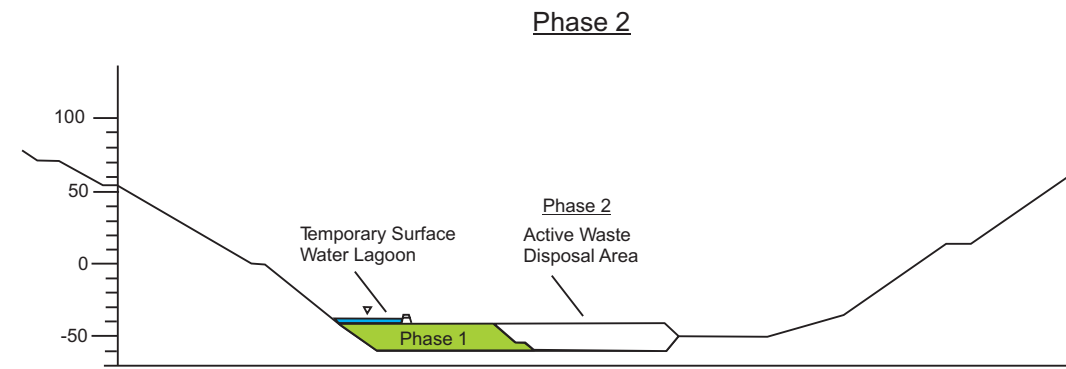 Phase 2
100
50
0
-50
Temporary Surface
Water Lagoon
Phase 2
Active Waste
Disposal Area
Phase 1